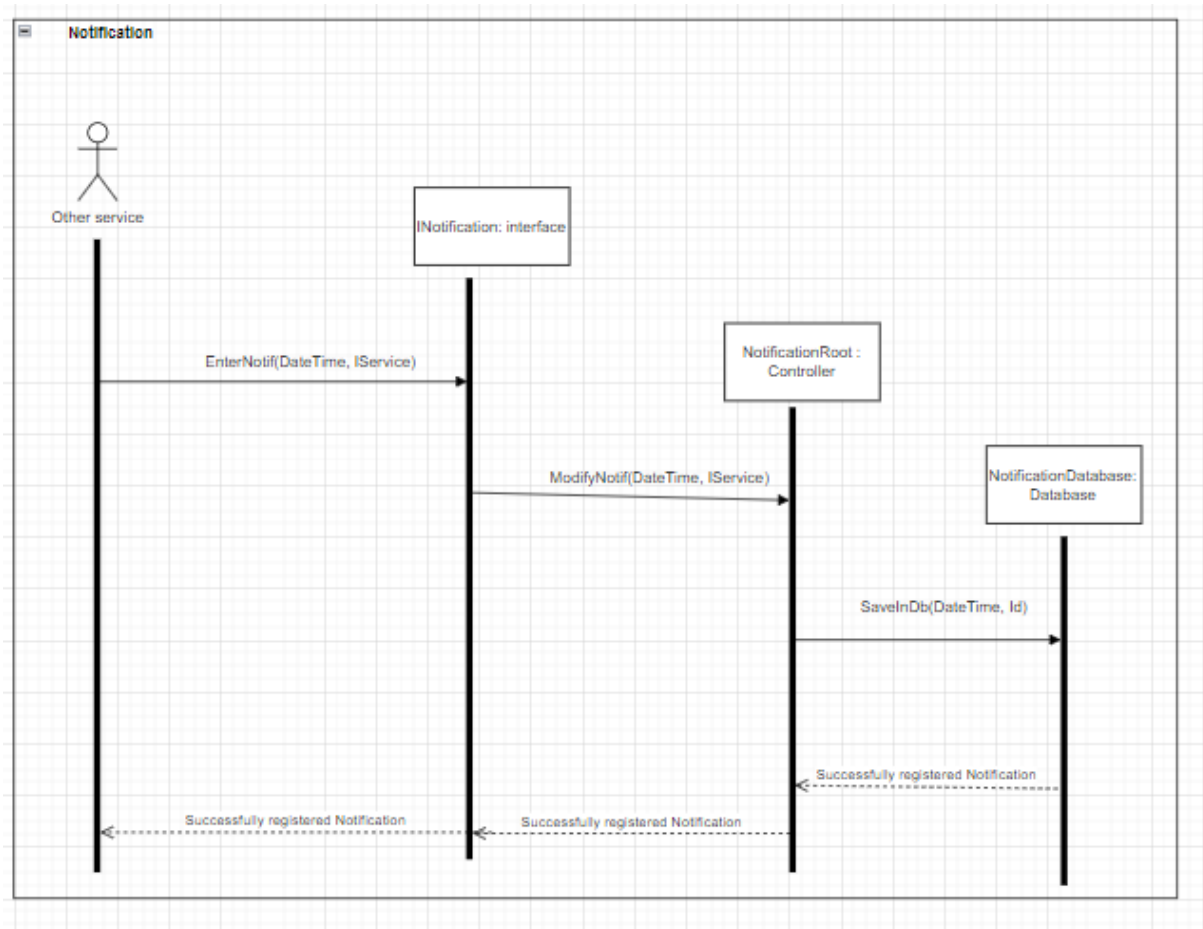 Notification
Other service
INotification: interface
EnterNotif(DateTime, IService)
NotificationRoot :
Controller
ModifyNotif(DateTime, IService)
NotificationDatabase:
Database
SaveInDb(DateTime, Id)
Successfully registered Notification
Successfully registered Notification
Successfully registered Notification